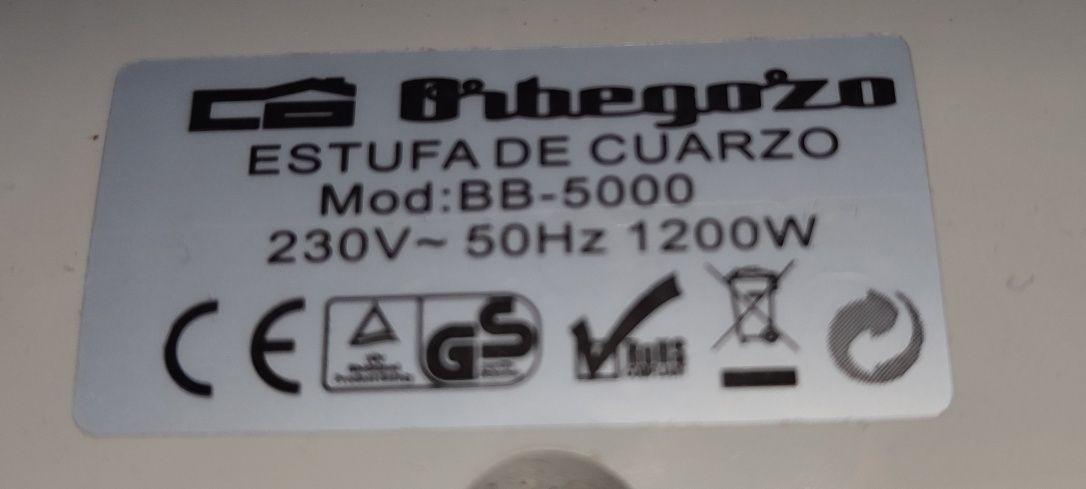 Orbegozo
ESTUFA DE CUARZO
Mod:BB-5000
230V~ 50Hz 1200W
CE GS RoHS